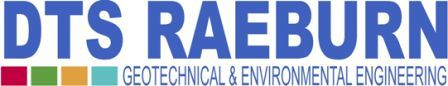 DTS RAEBURN
GEOTECHNICAL & ENVIRONMENTAL ENGINEERING